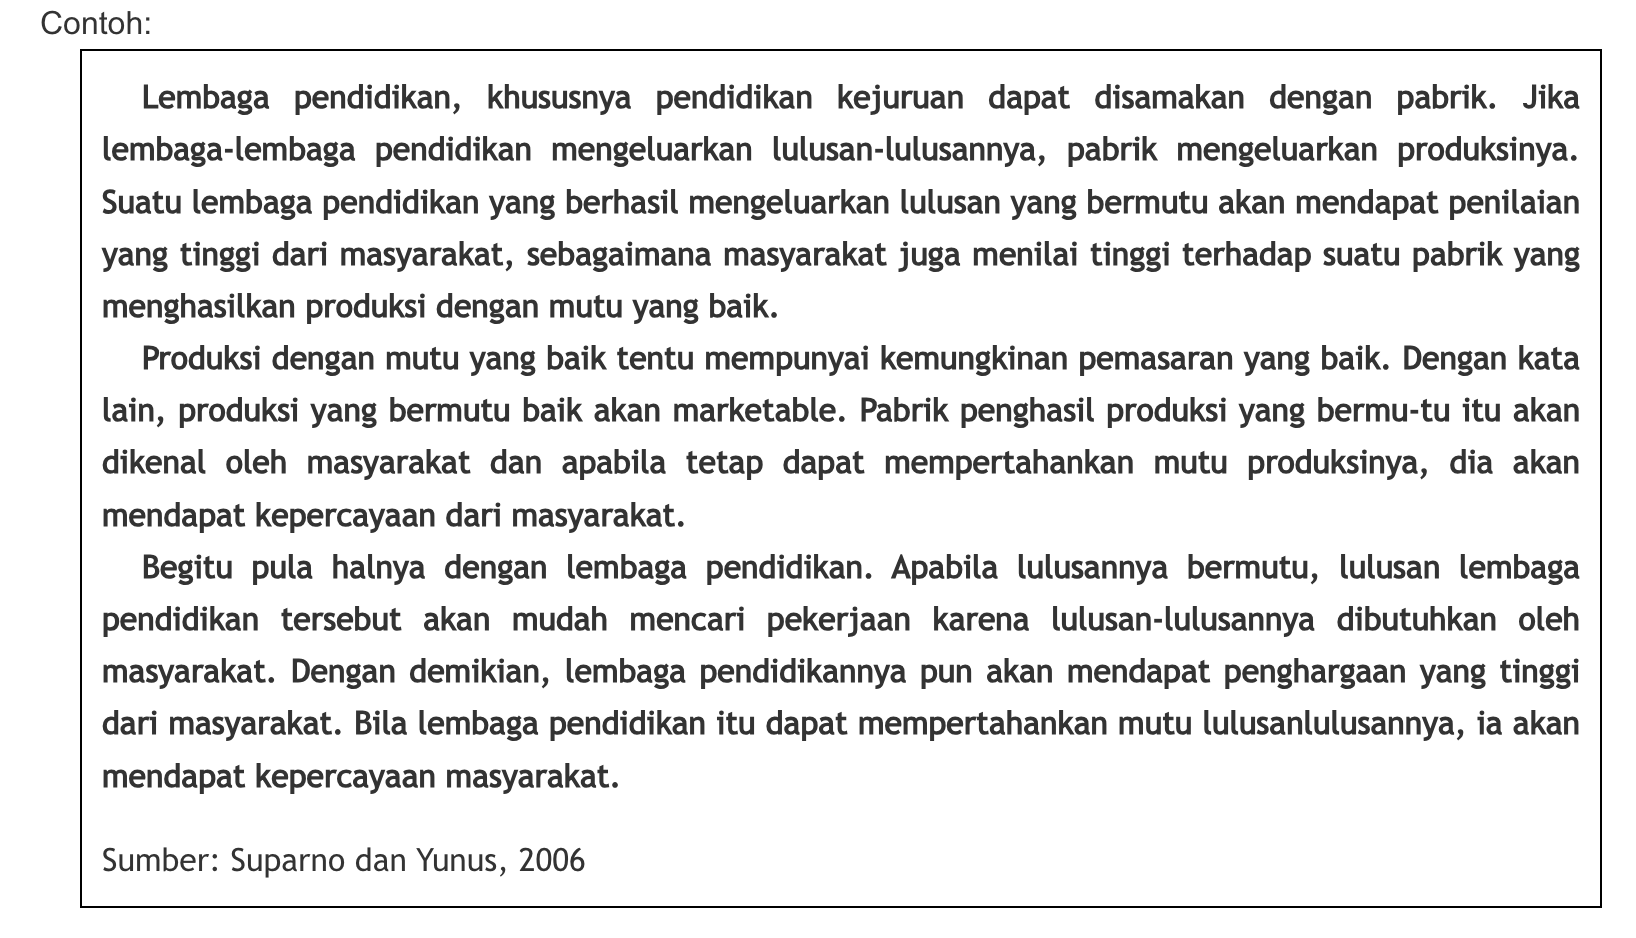 Contoh:
Lembaga pendidikan, khususnya pendidikan kejuruan dapat disamakan dengan pabrik. Jika
lembaga-lembaga pendidikan mengeluarkan lulusan-lulusannya, pabrik mengeluarkan produksinya.
Suatu lembaga pendidikan yang berhasil mengeluarkan lulusan yang bermutu akan mendapat penilaian
yang tinggi dari masyarakat, sebagaimana masyarakat juga menilai tinggi terhadap suatu pabrik yang
menghasilkan produksi dengan mutu yang baik.
Produksi dengan mutu yang baik tentu mempunyai kemungkinan pemasaran yang baik. Dengan kata
lain, produksi yang bermutu baik akan marketable. Pabrik penghasil produksi yang bermu-tu itu akan
dikenal oleh masyarakat dan apabila tetap dapat mempertahankan mutu produksinya, dia akan
mendapat kepercayaan dari masyarakat.
Begitu pula halnya dengan lembaga pendidikan. Apabila lulusannya bermutu, lulusan lembaga
pendidikan tersebut akan mudah mencari pekerjaan karena lulusan-lulusannya dibutuhkan oleh
masyarakat. Dengan demikian, lembaga pendidikannya pun akan mendapat penghargaan yang tinggi
dari masyarakat. Bila lembaga pendidikan itu dapat mempertahankan mutu lulusanlulusannya, ia akan
mendapat kepercayaan masyarakat.
Sumber: Suparno dan Yunus, 2006